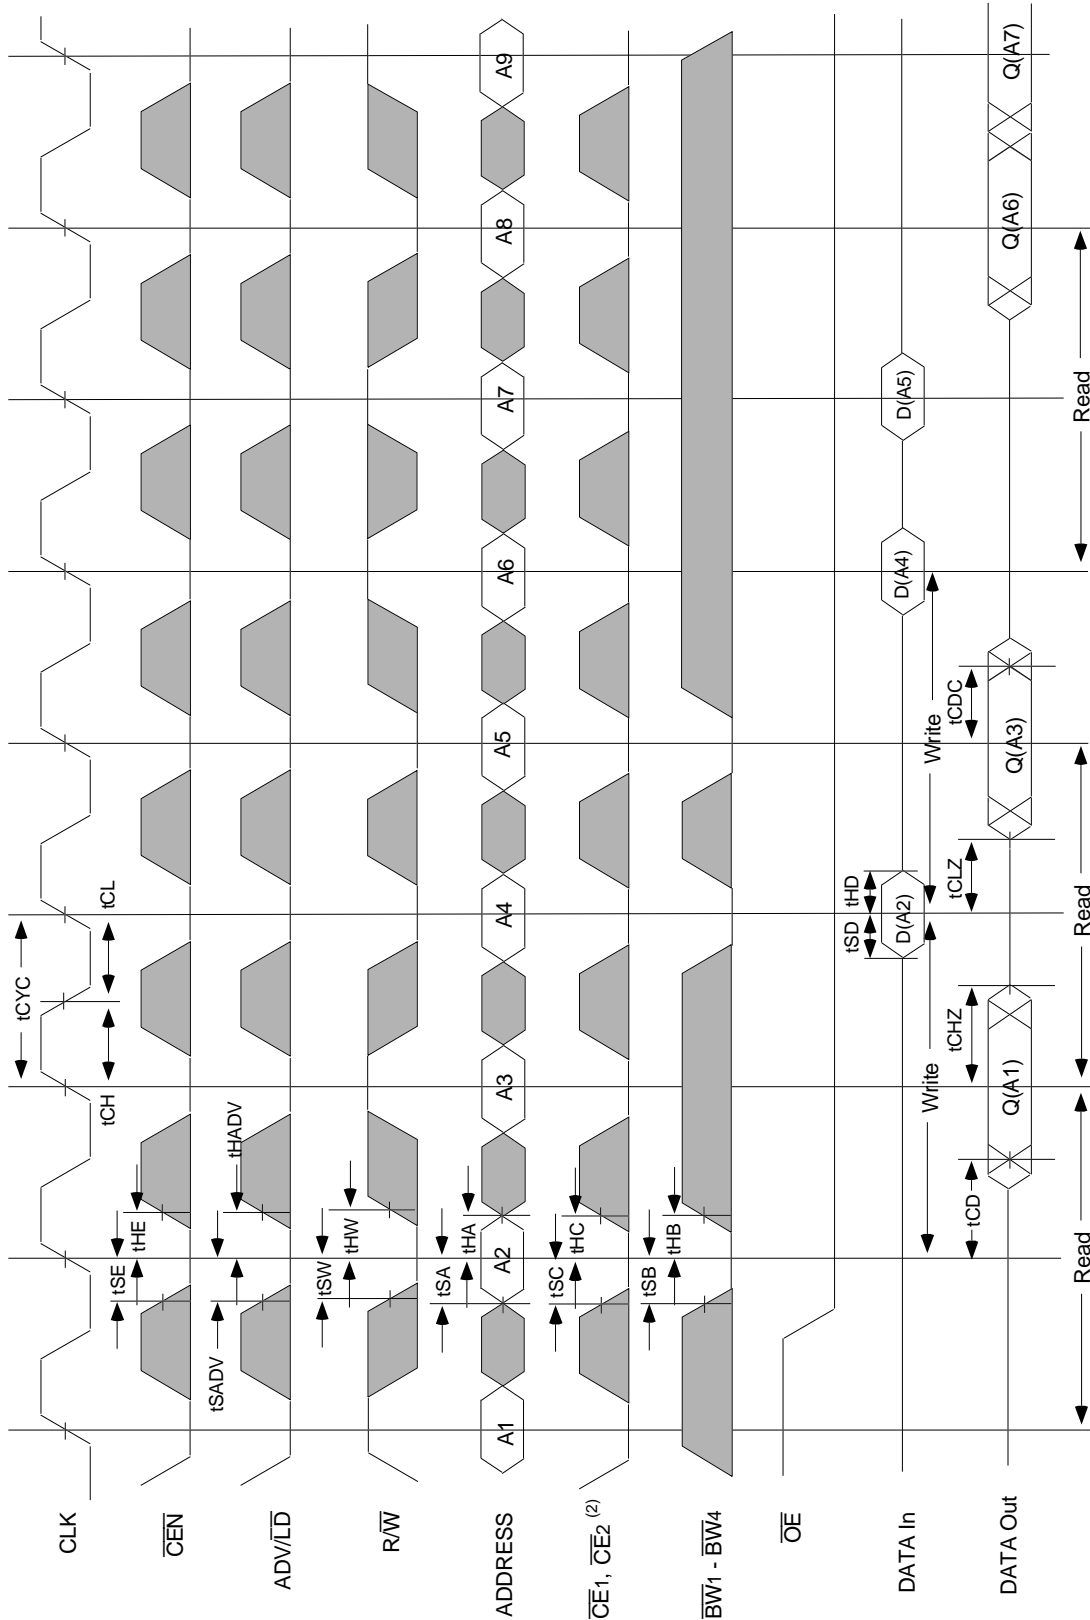 CLK
tCYC
tCH
tCL
CEN
tSE
tHE
ADV/LD
tSADV
tHADV
R/W
tSW
tHW
ADDRESS
tSA
tHA
A1
A2
A3
A4
A5
A6
A7
A8
A9
CE1, CE2 (2)
tSC
tHC
BW1 - BW4
tSB
tHB
OE
DATA In
tSD
tHD
D(A2)
D(A4)
D(A5)
Write
Write
DATA Out
tCD
tCHZ
tCLZ
tCDC
Q(A1)
Q(A3)
Q(A6)
Q(A7)
Read
Read
Read